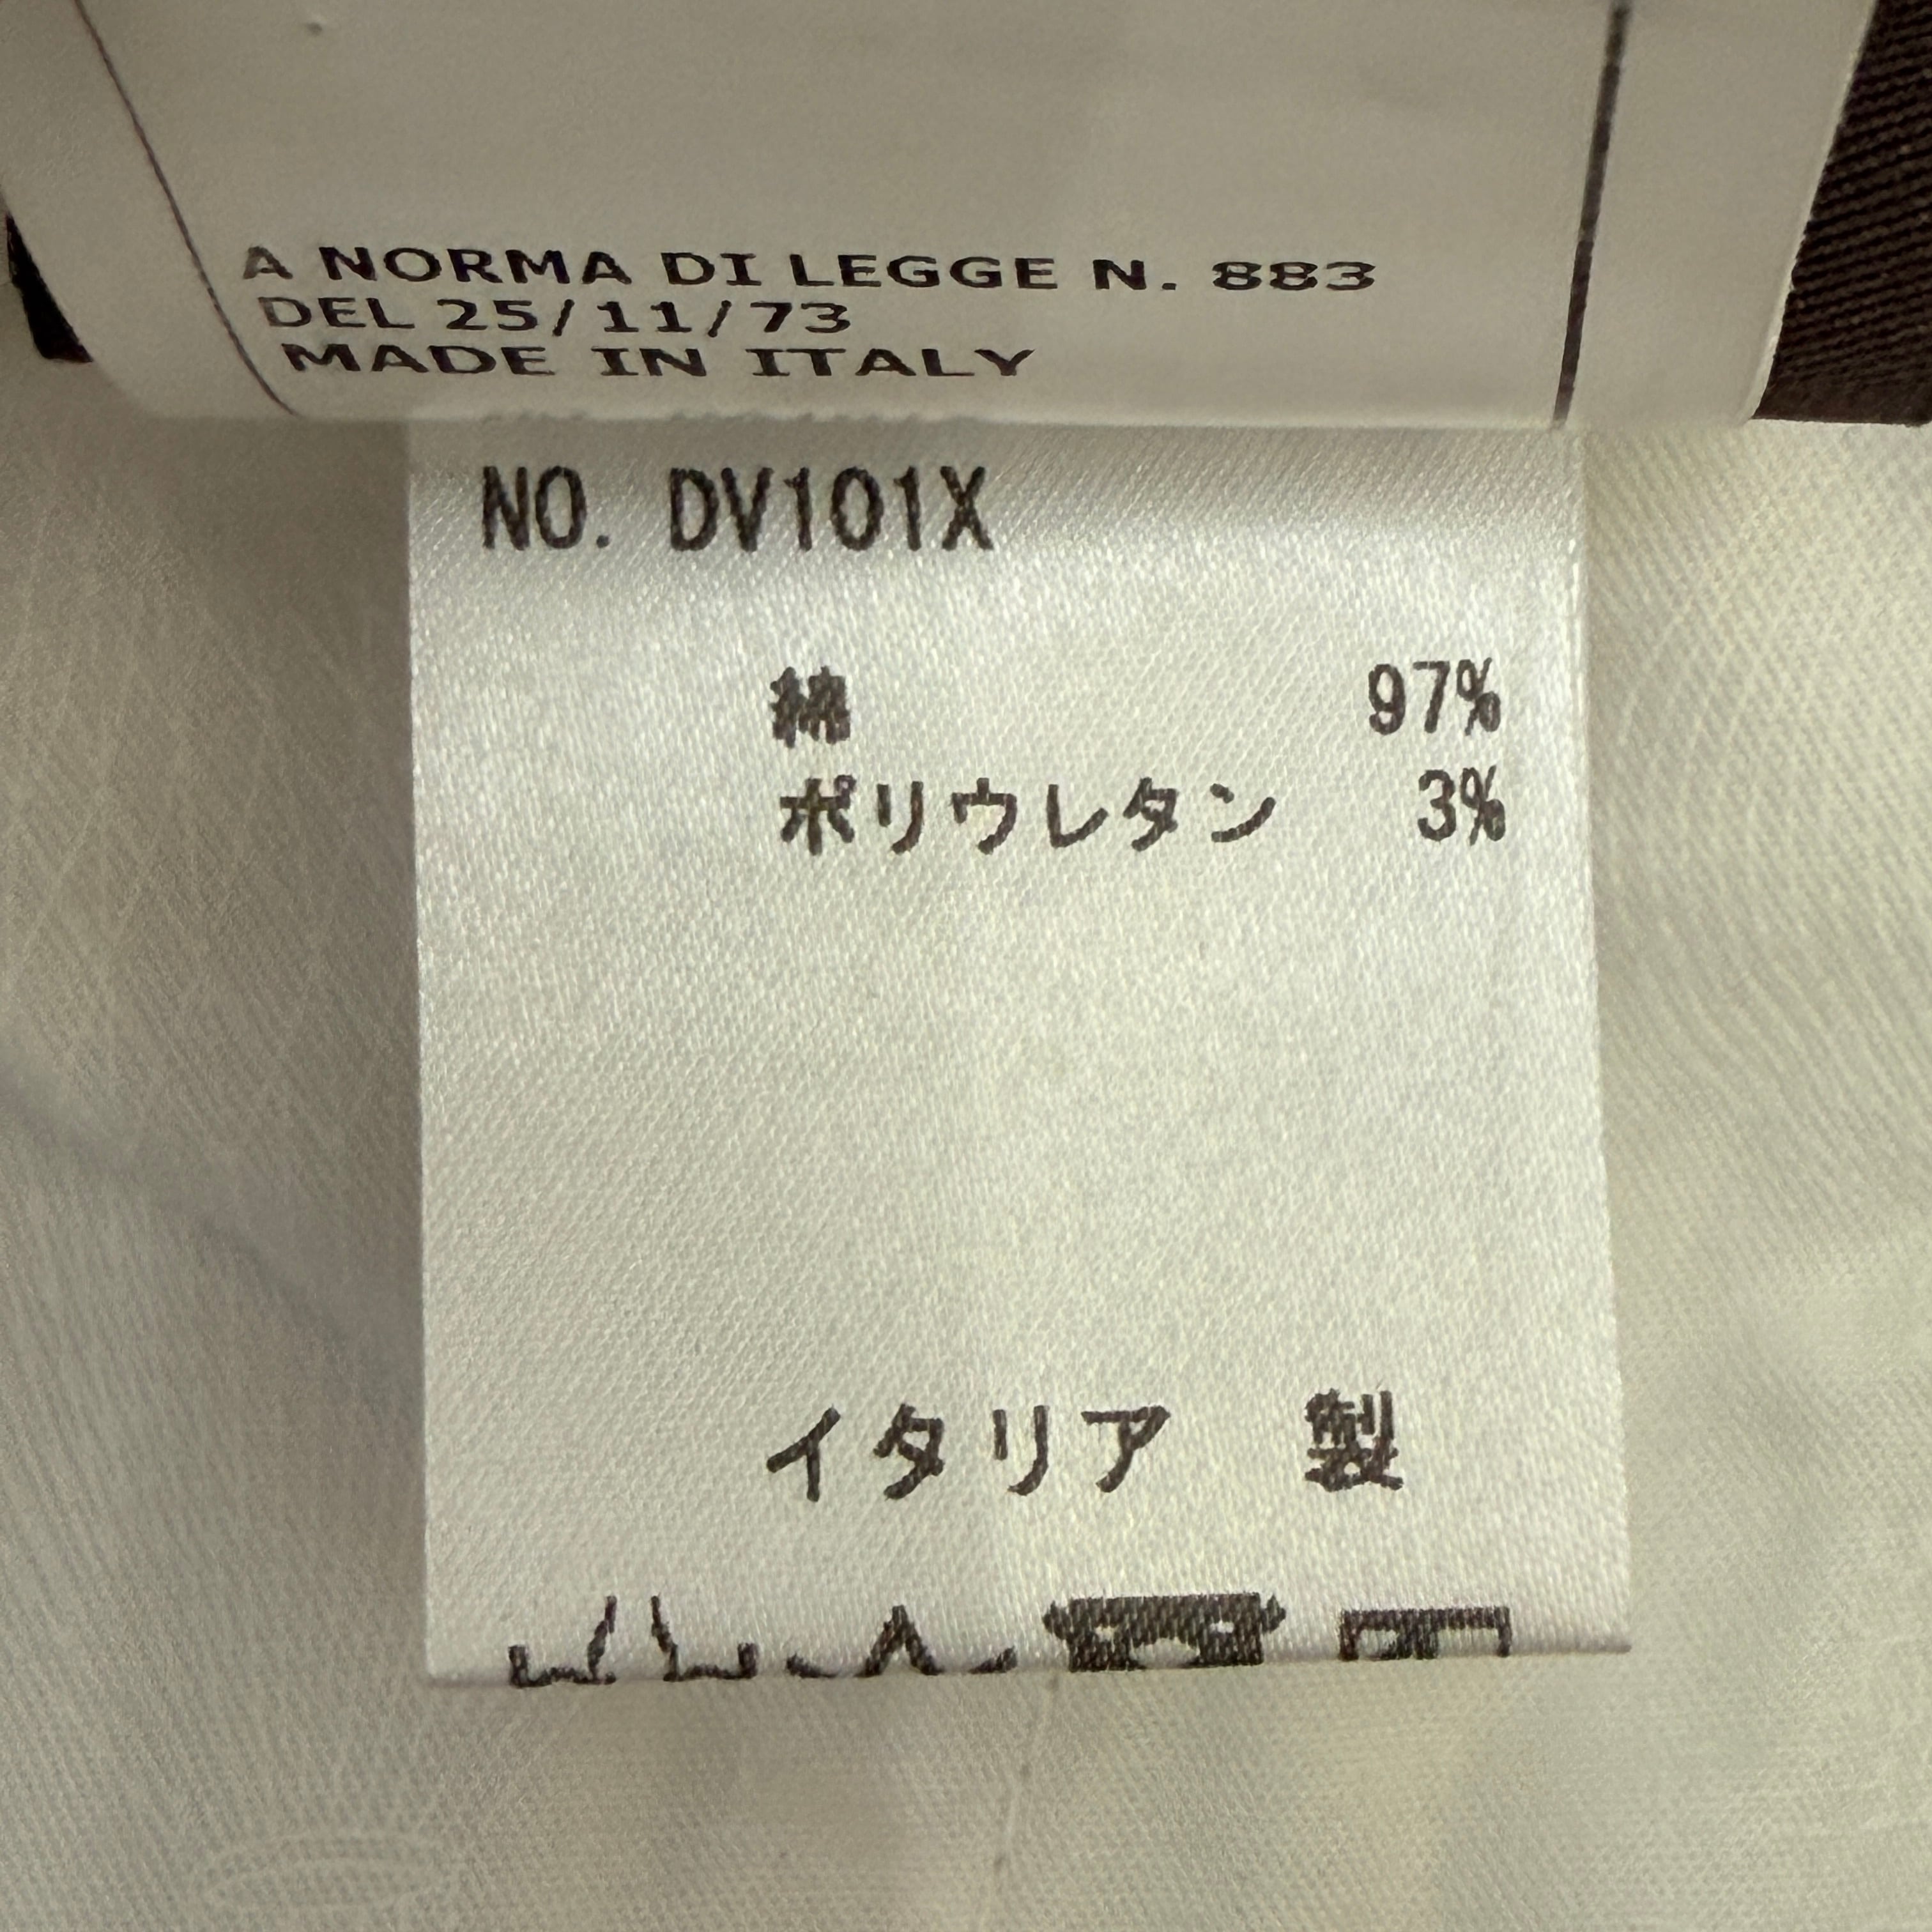 A NORMA DI LEGGE N. 883
DEL 25/11/73
MADE IN ITALY
NO. DV101X
綿 97%
ポリウレタン 3%
イタリア 製